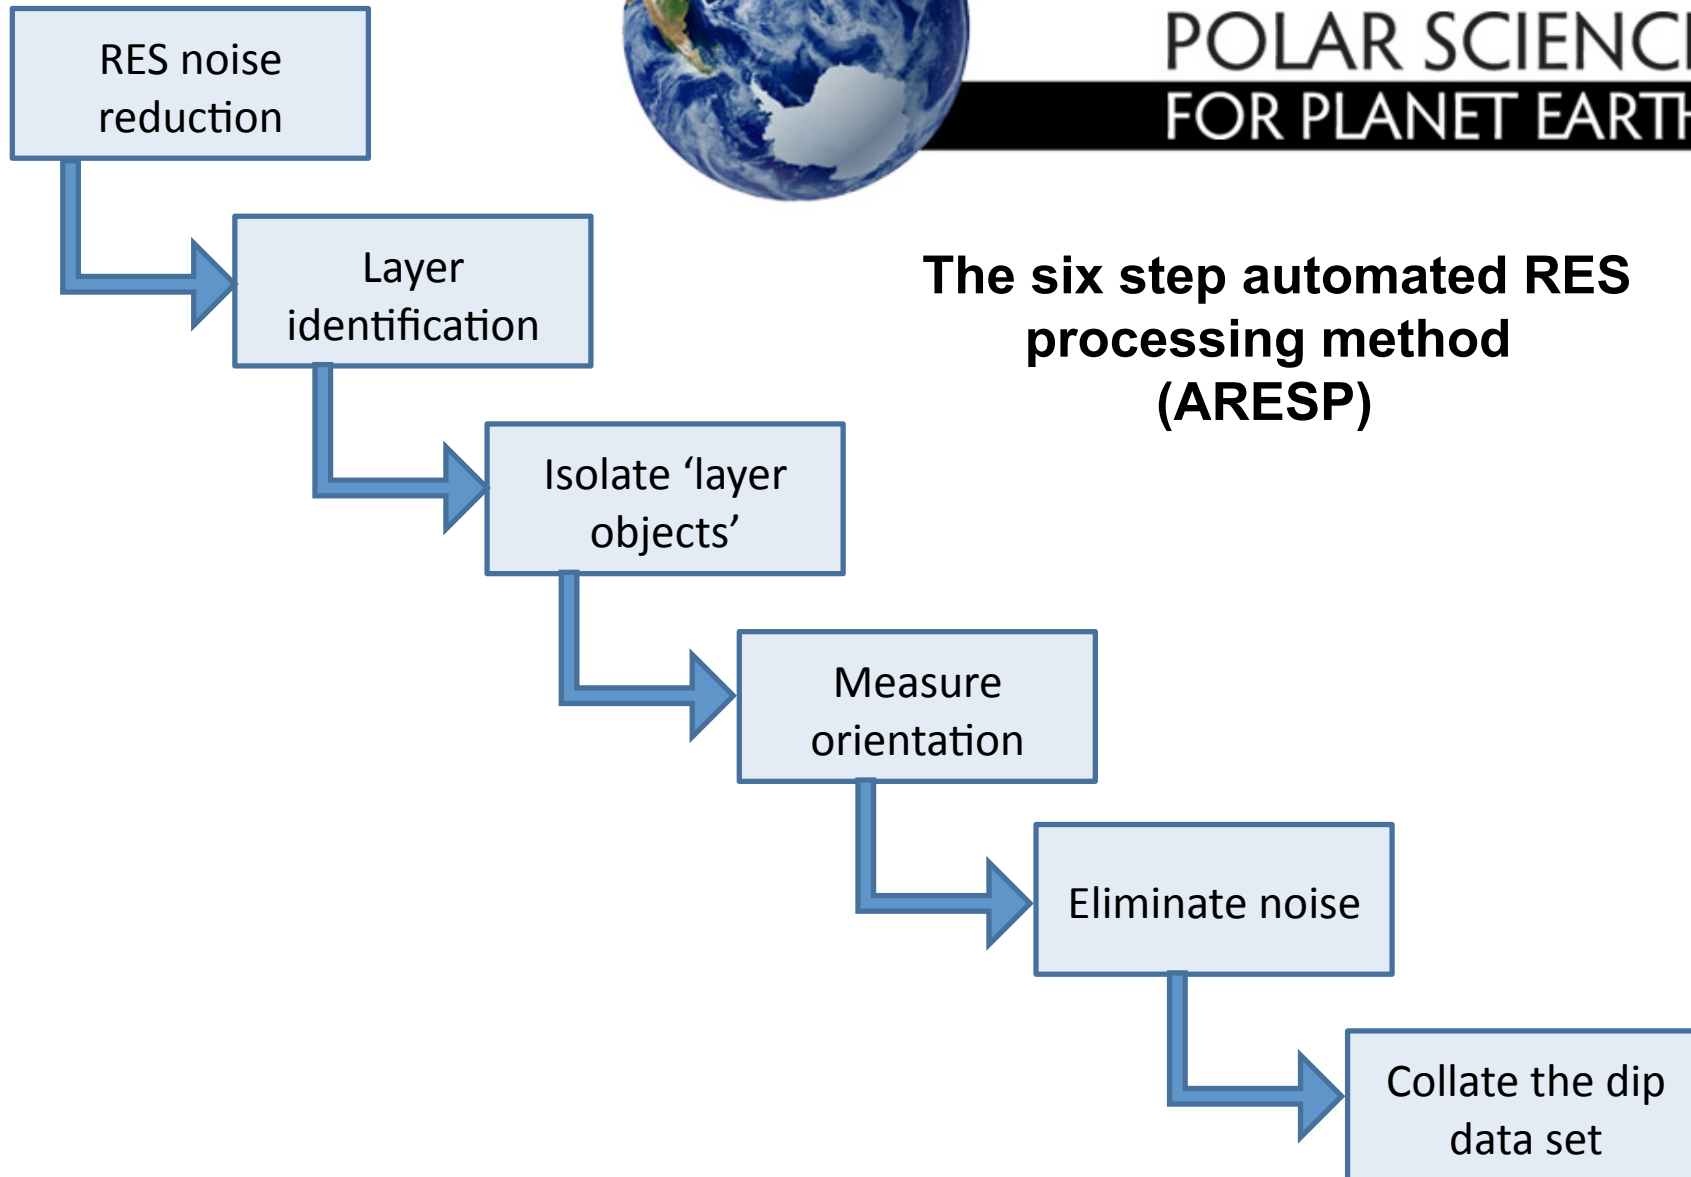 POLAR SCIENC
FOR PLANET EARTH
The six step automated RES
processing method
(ARESP)
RES noise
reduction
Layer
identification
Isolate ‘layer
objects’
Measure
orientation
Eliminate noise
Collate the dip
data set